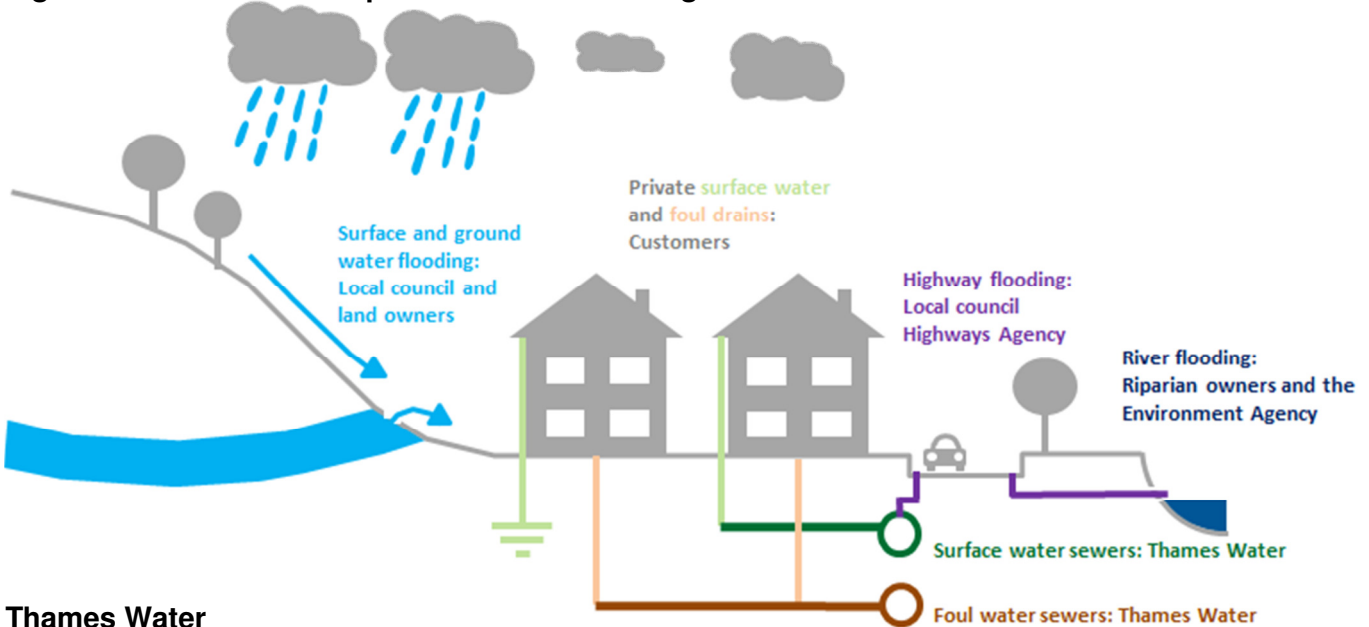 Private surface water
and foul drains:
Customers
Surface and ground
water flooding:
Local council and
land owners
Highway flooding:
Local council
Highways Agency
River flooding:
Riparian owners and the
Environment Agency
Surface water sewers: Thames Water
Foul water sewers: Thames Water
Thames Water